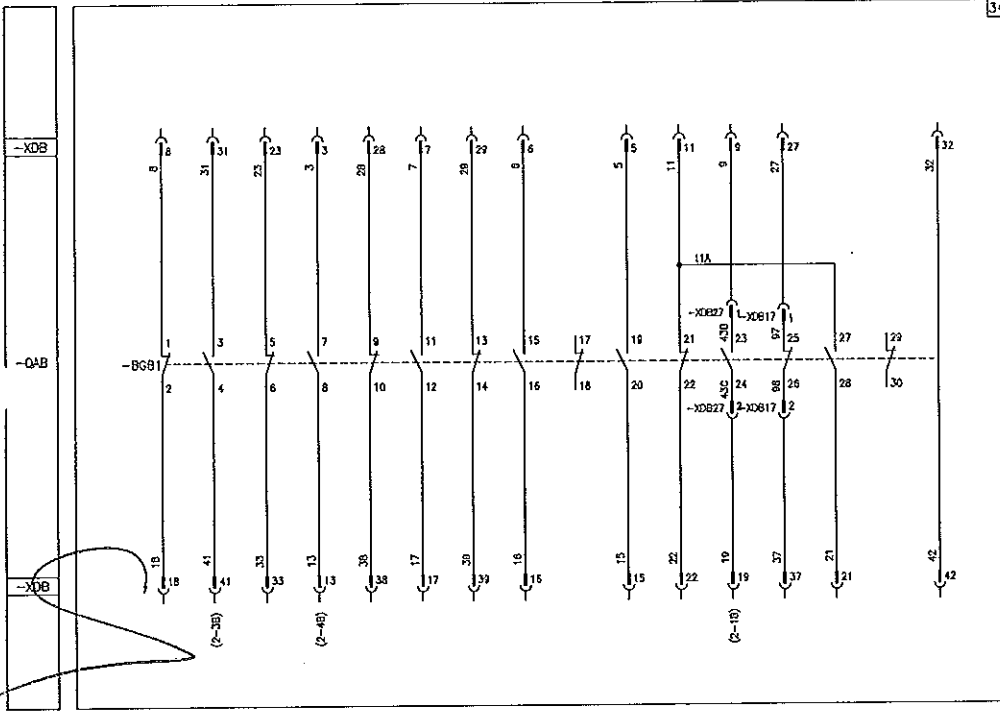 34
-XDB
8 31 23 3 28 7 29 6 5 11 9 27 32
8 31 23 3 28 7 29 6 5 11 9 27 32
11A
-XDB27 1 -XDB17 1
43B 97
1 3 5 7 9 11 13 15 17 19 21 23 25 27 29
-QAB
-BGB1
2 4 6 8 10 12 14 16 18 20 22 24 26 28 30
43C 98
-XDB27 2 -XDB17 2
18 41 33 13 38 17 39 16 15 22 19 37 21 42
-XDB
18 41 33 13 38 17 39 16 15 22 19 37 21 42
(2-3B) (2-4B) (2-1B)